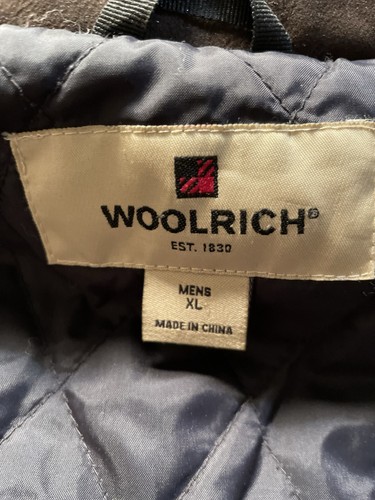 WOOLRICH®
EST. 1830
MENS
XL
MADE IN CHINA